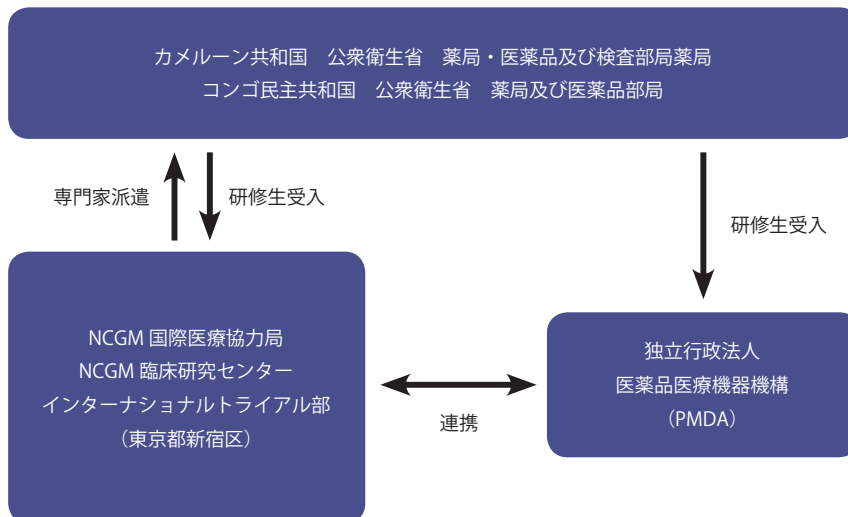 カメルーン共和国　公衆衛生省　薬局・医薬品及び検査部局薬局
コンゴ民主共和国　公衆衛生省　薬局及び医薬品部局
専門家派遣
研修生受入
研修生受入
NCGM 国際医療協力局
NCGM 臨床研究センター
インターナショナルトライアル部
（東京都新宿区）
連携
独立行政法人
医薬品医療機器機構
（PMDA）